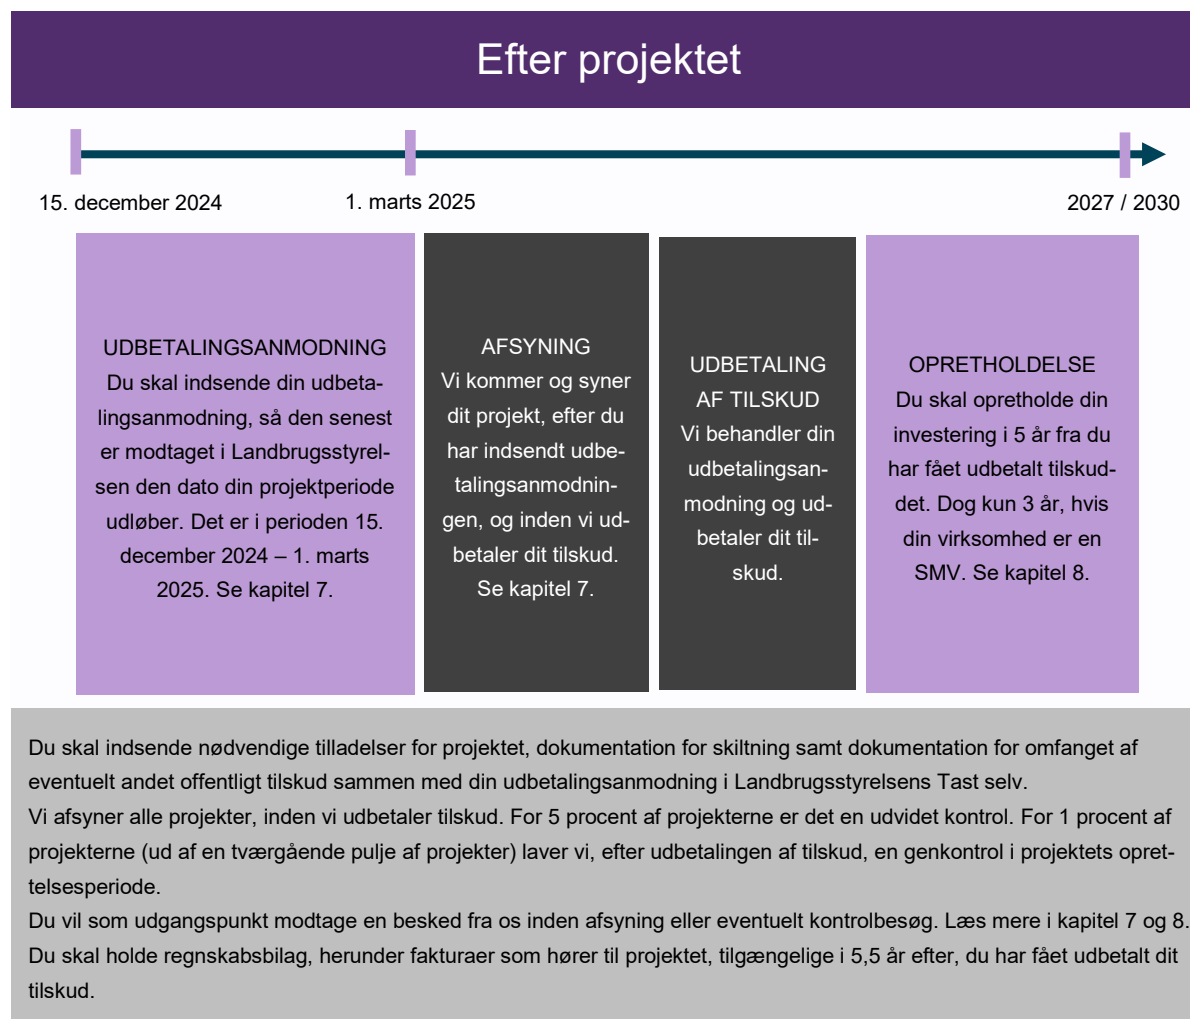 Efter projektet
15. december 2024
1. marts 2025
2027 / 2030
UDBETALINGSANMODNING
Du skal indsende din udbeta-
lingsanmodning, så den senest
er modtaget i Landbrugsstyrel-
sen den dato din projektperiode
udløber. Det er i perioden 15.
december 2024 – 1. marts
2025. Se kapitel 7.
AFSYNING
Vi kommer og syner
dit projekt, efter du
har indsendt udbe-
talingsanmodnin-
gen, og inden vi ud-
betaler dit tilskud.
Se kapitel 7.
UDBETALING
AF TILSKUD
Vi behandler din
udbetalingsan-
modning og ud-
betaler dit til-
skud.
OPRETHOLDELSE
Du skal opretholde din
investering i 5 år fra du
har fået udbetalt tilskud-
det. Dog kun 3 år, hvis
din virksomhed er en
SMV. Se kapitel 8.
Du skal indsende nødvendige tilladelser for projektet, dokumentation for skiltning samt dokumentation for omfanget af
eventuelt andet offentligt tilskud sammen med din udbetalingsanmodning i Landbrugsstyrelsens Tast selv.
Vi afsyner alle projekter, inden vi udbetaler tilskud. For 5 procent af projekterne er det en udvidet kontrol. For 1 procent af
projekterne (ud af en tværgående pulje af projekter) laver vi, efter udbetalingen af tilskud, en genkontrol i projektets opret-
telsesperiode.
Du vil som udgangspunkt modtage en besked fra os inden afsyning eller eventuelt kontrolbesøg. Læs mere i kapitel 7 og 8.
Du skal holde regnskabsbilag, herunder fakturaer som hører til projektet, tilgængelige i 5,5 år efter, du har fået udbetalt dit
tilskud.